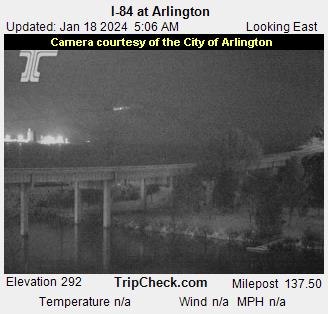 I-84 at Arlington
Updated: Jan 18 2024 5:06 AM Looking East
Camera courtesy of the City of Arlington
Elevation 292 TripCheck.com Milepost 137.50
Temperature n/a Wind n/a MPH n/a